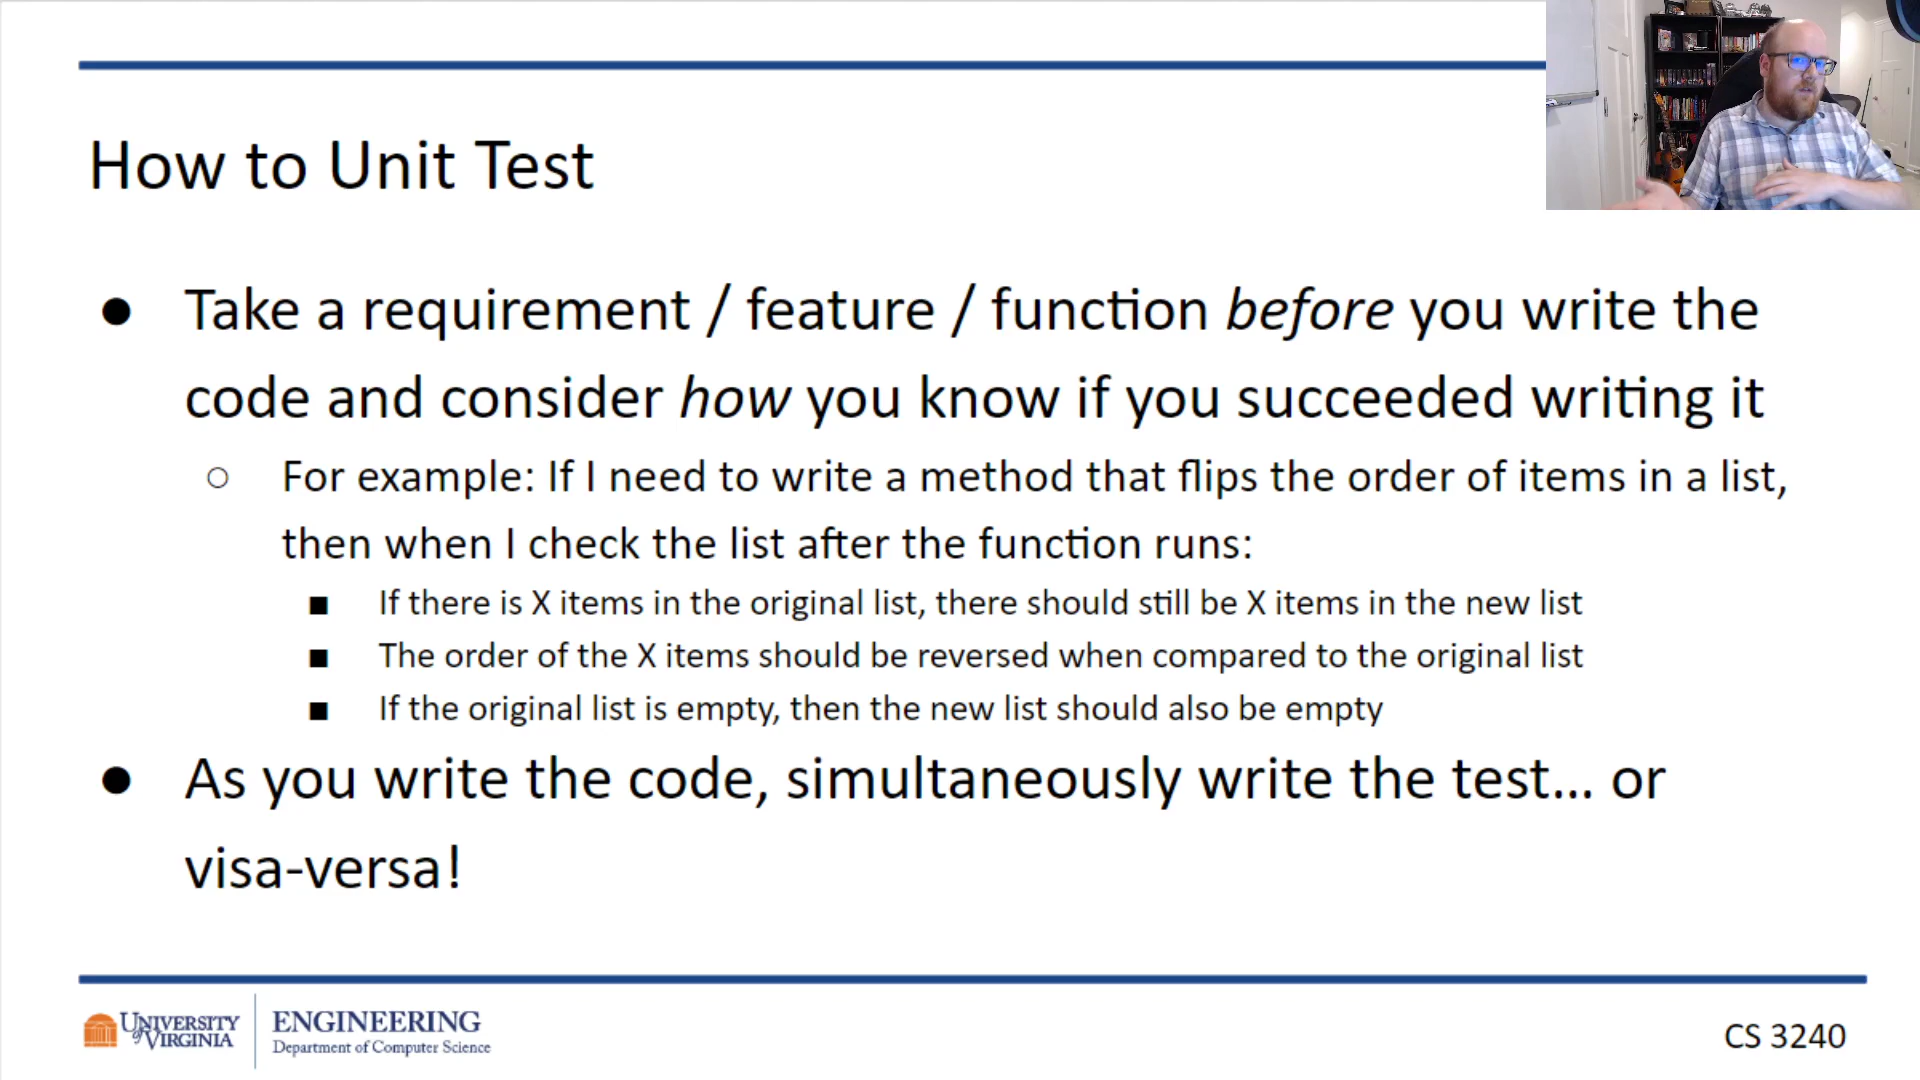 How to Unit Test
● Take a requirement / feature / function before you write the
code and consider how you know if you succeeded writing it
○ For example: If I need to write a method that flips the order of items in a list,
then when I check the list after the function runs:
■ If there is X items in the original list, there should still be X items in the new list
■ The order of the X items should be reversed when compared to the original list
■ If the original list is empty, then the new list should also be empty
● As you write the code, simultaneously write the test... or
visa-versa!
UNIVERSITY
of VIRGINIA
ENGINEERING
Department of Computer Science
CS 3240